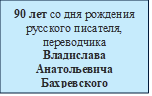 90 лет со дня рождения
русского писателя,
переводчика
Владислава
Анатольевича
Бахревского